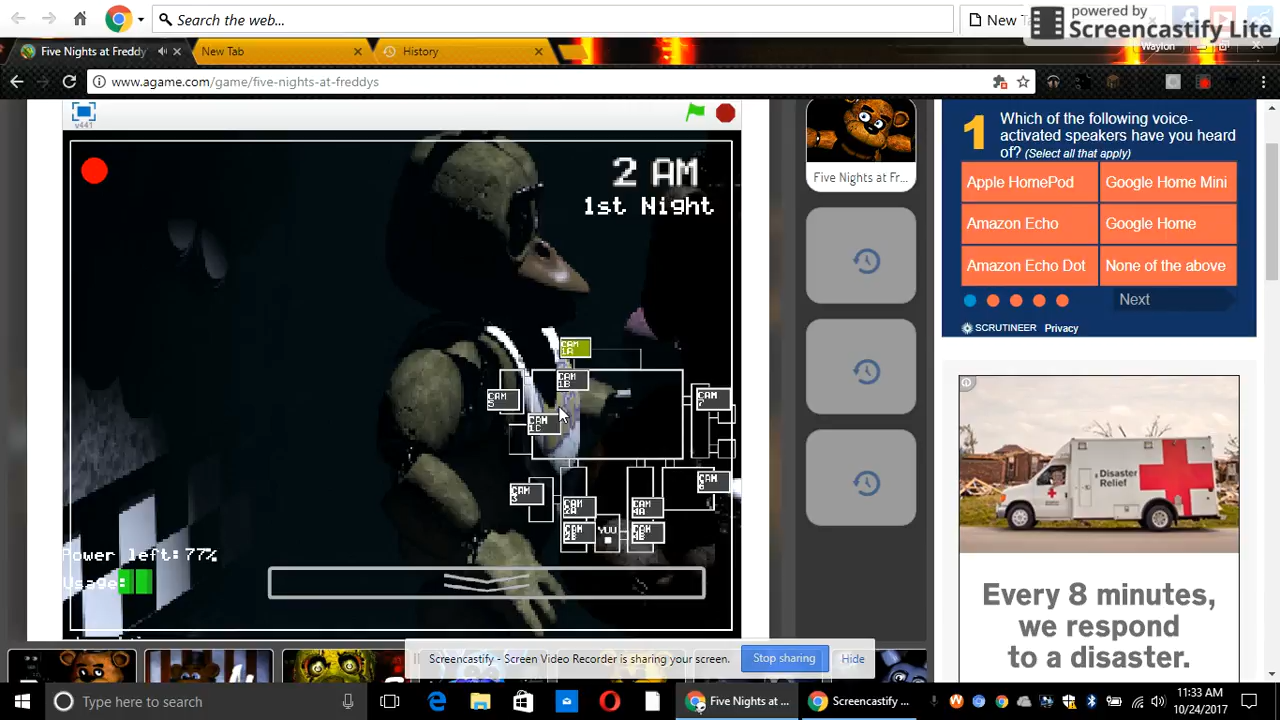 Search the web...
New Tab
powered by
Screencastify Lite
Five Nights at Freddy
New Tab
History
Waylon
www.agame.com/game/five-nights-at-freddys
v441
2 AM
1st Night
CAM 1A
CAM 1B
CAM 5
CAM 1C
CAM 7
CAM 3
CAM 6
CAM 2A
CAM 4A
CAM 2B
YOU
CAM 4B
Power left: 77%
Usage:
Five Nights at Fr...
1 Which of the following voice-
activated speakers have you heard
of? (Select all that apply)
Apple HomePod
Google Home Mini
Amazon Echo
Google Home
Amazon Echo Dot
None of the above
Next
SCRUTINEER Privacy
Disaster
Relief
Every 8 minutes,
we respond
to a disaster.
Screencastify - Screen Video Recorder is sharing your screen.
Stop sharing
Hide
Type here to search
Five Nights at ...
Screencastify ...
11:33 AM
10/24/2017